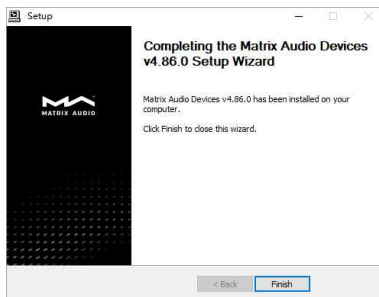 Setup
Completing the Matrix Audio Devices
v4.86.0 Setup Wizard
MATRIX AUDIO
Matrix Audio Devices v4.86.0 has been installed on your
computer.
Click Finish to close this wizard.
< Back
Finish